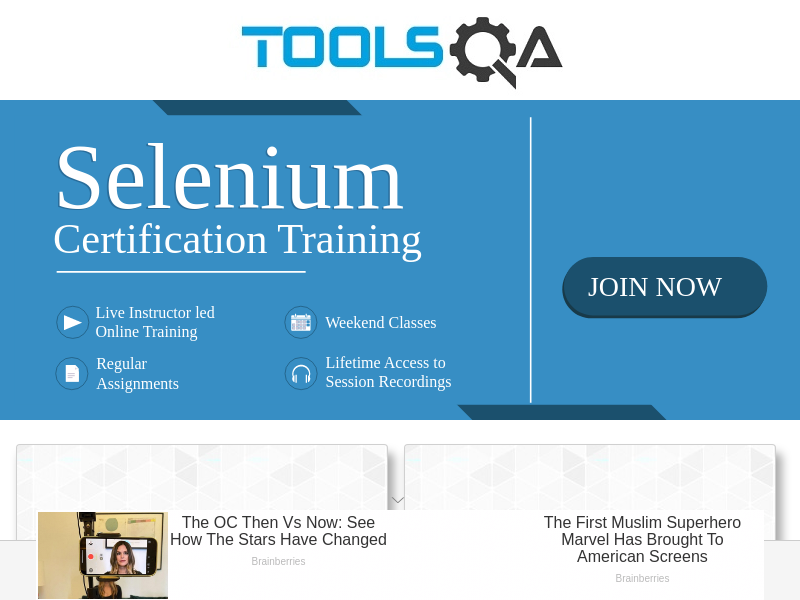 TOOLSQA
Selenium
Certification Training
Live Instructor led
Online Training
Weekend Classes
Regular
Assignments
Lifetime Access to
Session Recordings
JOIN NOW
The OC Then Vs Now: See
How The Stars Have Changed
Brainberries
The First Muslim Superhero
Marvel Has Brought To
American Screens
Brainberries